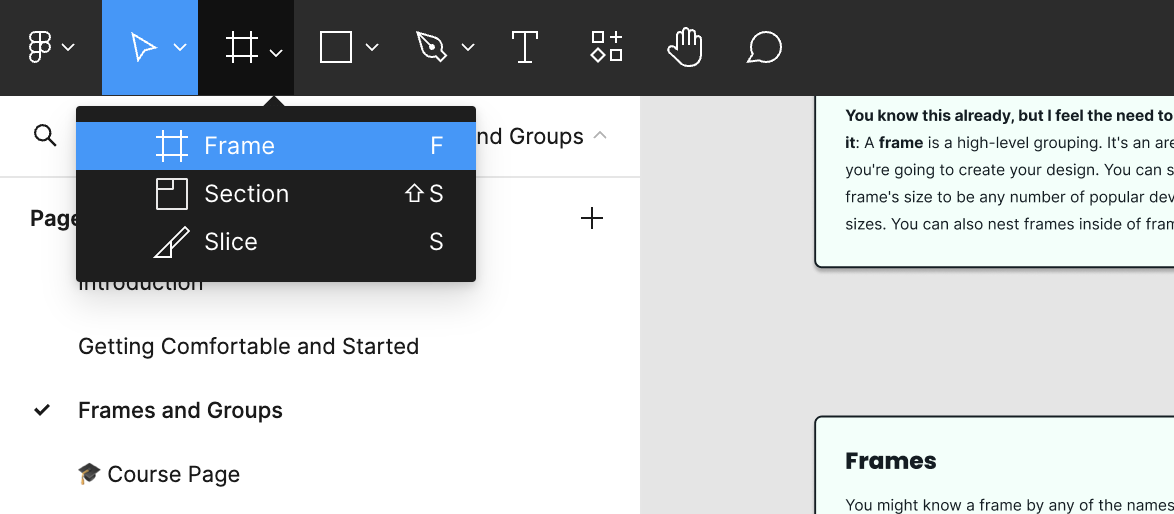 Frame F
Section ⇧S
Slice S
nd Groups
Page
Introduction
Getting Comfortable and Started
Frames and Groups
🎓 Course Page
You know this already, but I feel the need to
it: A frame is a high-level grouping. It's an are
you're going to create your design. You can s
frame's size to be any number of popular dev
sizes. You can also nest frames inside of fram
Frames
You might know a frame by any of the names